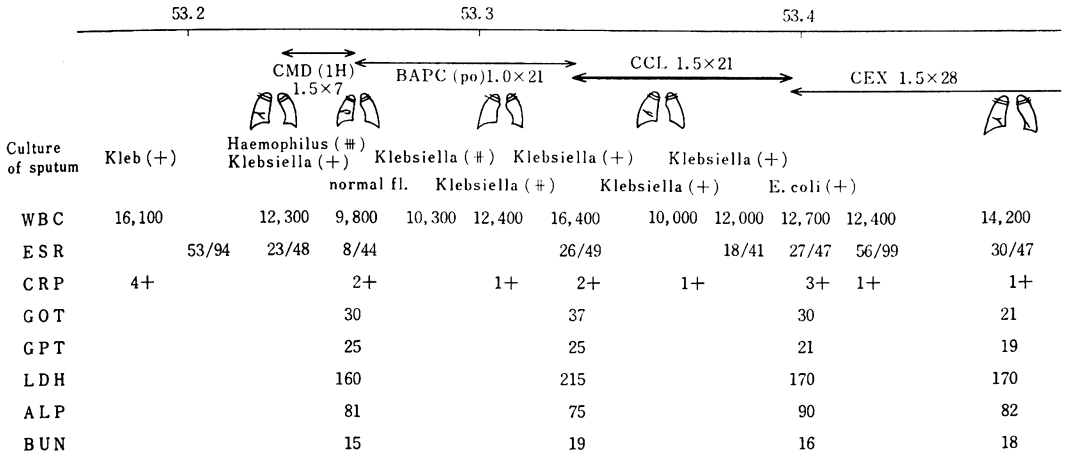 53.2 53.3 53.4
CMD (1H) 1.5×7 BAPC (po) 1.0×21 CCL 1.5×21 CEX 1.5×28
Culture of sputum Kleb (+) Haemophilus (⧻) Klebsiella (+) Klebsiella (⧺) Klebsiella (+) Klebsiella (+)
normal fl. Klebsiella (⧺) Klebsiella (+) E. coli (+)
WBC 16,100 12,300 9,800 10,300 12,400 16,400 10,000 12,000 12,700 12,400 14,200
ESR 53/94 23/48 8/44 26/49 18/41 27/47 56/99 30/47
CRP 4+ 2+ 1+ 2+ 1+ 3+ 1+ 1+
GOT 30 37 30 21
GPT 25 25 21 19
LDH 160 215 170 170
ALP 81 75 90 82
BUN 15 19 16 18